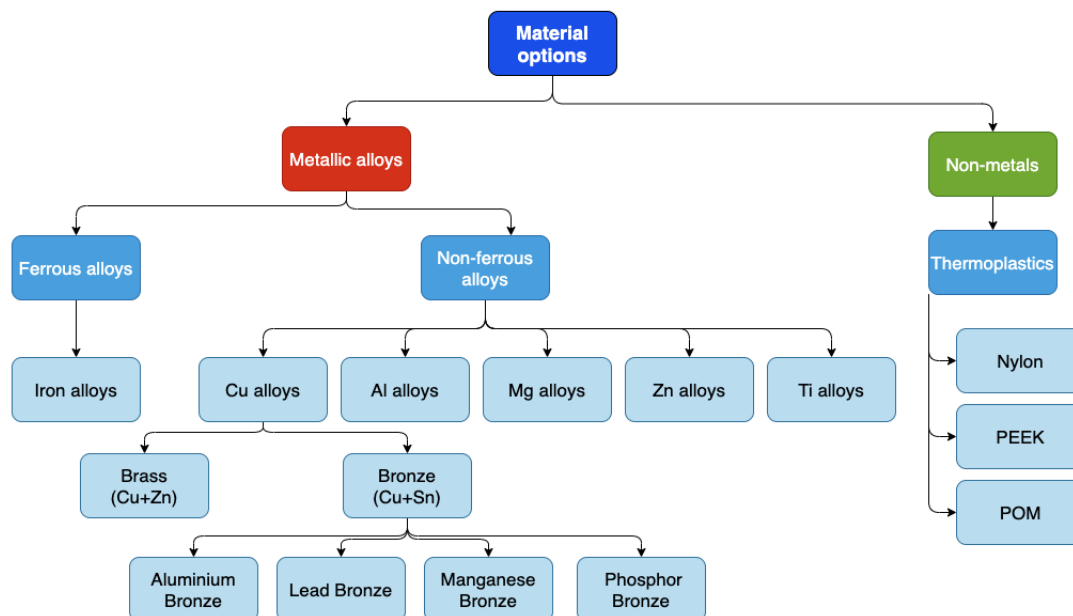 Material
options
Metallic alloys
Non-metals
Ferrous alloys
Non-ferrous
alloys
Thermoplastics
Iron alloys
Cu alloys
Al alloys
Mg alloys
Zn alloys
Ti alloys
Nylon
PEEK
POM
Brass
(Cu+Zn)
Bronze
(Cu+Sn)
Aluminium
Bronze
Lead Bronze
Manganese
Bronze
Phosphor
Bronze